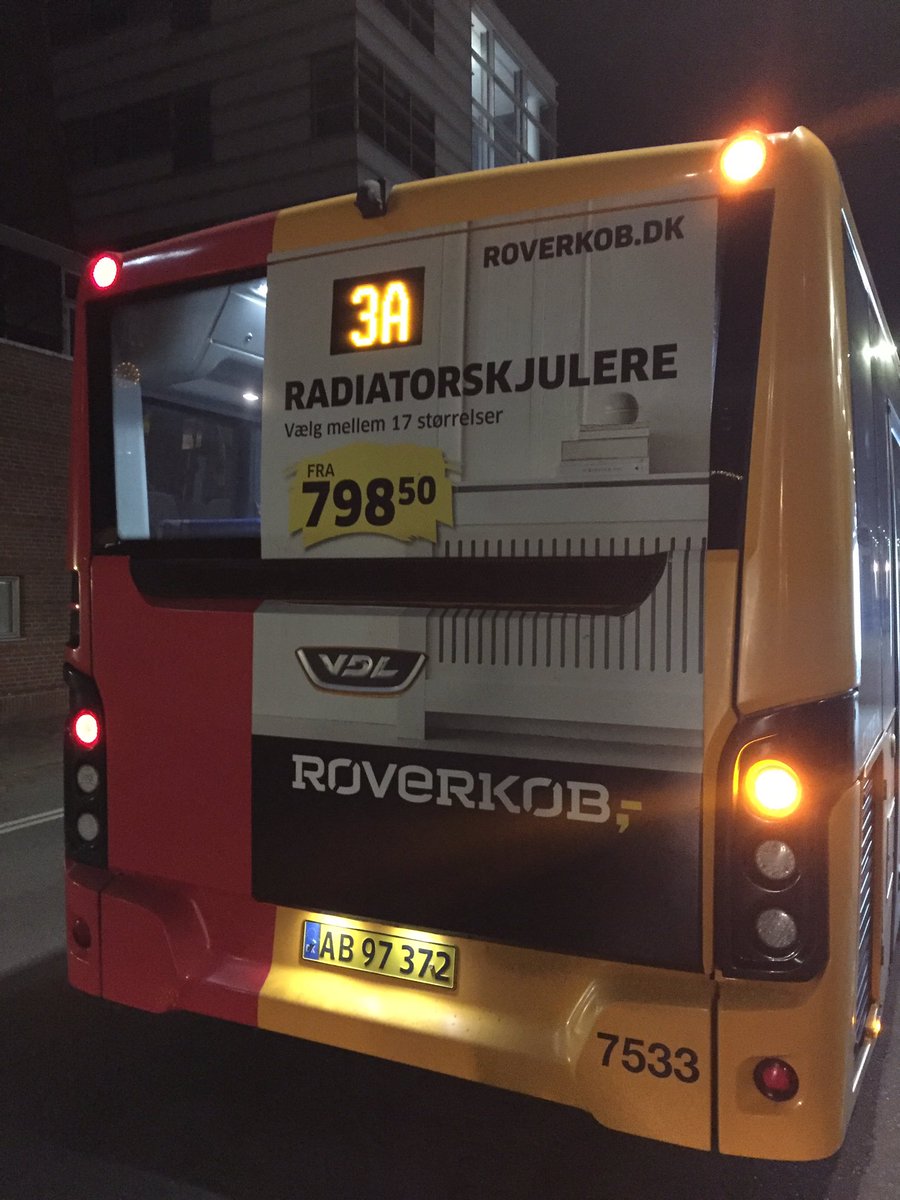 ROVERKOB.DK
3A
RADIATORSKJULERE
Vælg mellem 17 størrelser
FRA
798 50
VDL
ROVERKOB,-
AB 97 372
7533